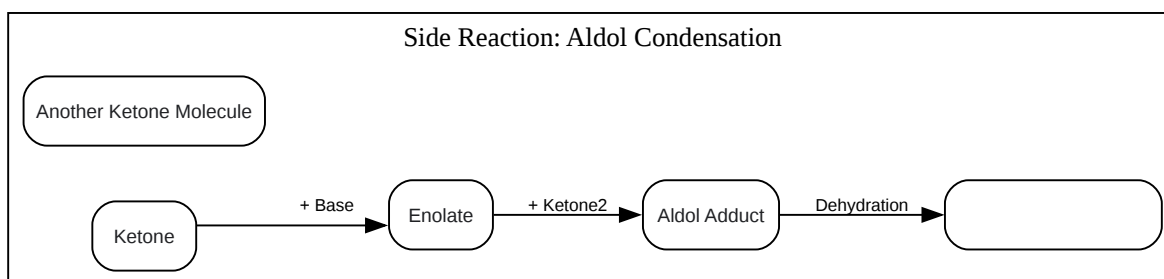 Side Reaction: Aldol Condensation
Another Ketone Molecule
Ketone
+ Base
Enolate
+ Ketone2
Aldol Adduct
Dehydration